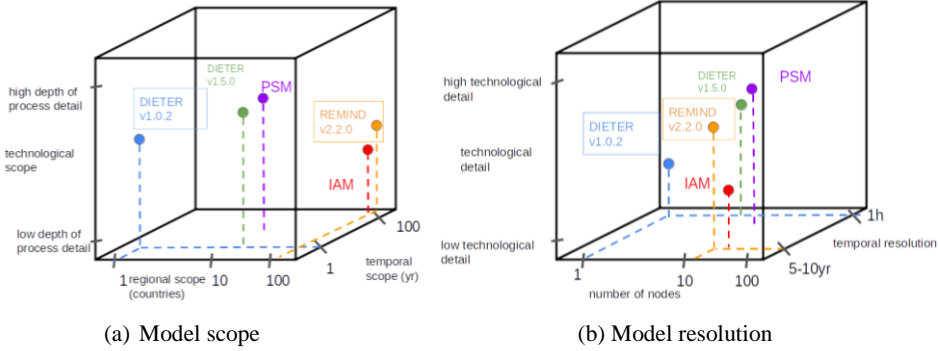 high depth of
process detail
technological
scope
low depth of
process detail
DIETER
v1.0.2
DIETER
v1.5.0
PSM
REMIND
v2.2.0
IAM
1
regional scope
(countries)
10
100
1
temporal
scope (yr)
100
(a) Model scope
high technological
detail
technological
detail
low technological
detail
DIETER
v1.0.2
REMIND
v2.2.0
DIETER
v1.5.0
PSM
IAM
1
number of nodes
10
100
5-10yr
temporal resolution
1h
(b) Model resolution